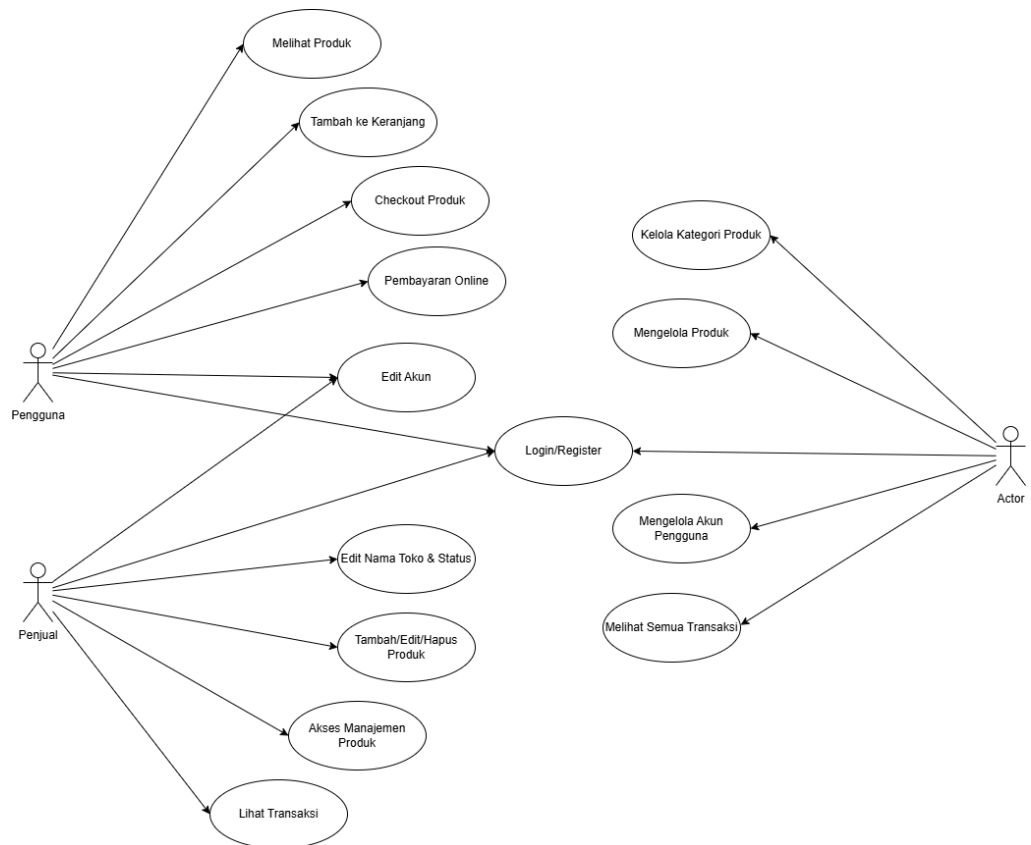 Melihat Produk
Tambah ke Keranjang
Checkout Produk
Pembayaran Online
Edit Akun
Pengguna
Login/Register
Edit Nama Toko & Status
Penjual
Tambah/Edit/Hapus
Produk
Akses Manajemen
Produk
Lihat Transaksi
Kelola Kategori Produk
Mengelola Produk
Actor
Mengelola Akun
Pengguna
Melihat Semua Transaksi